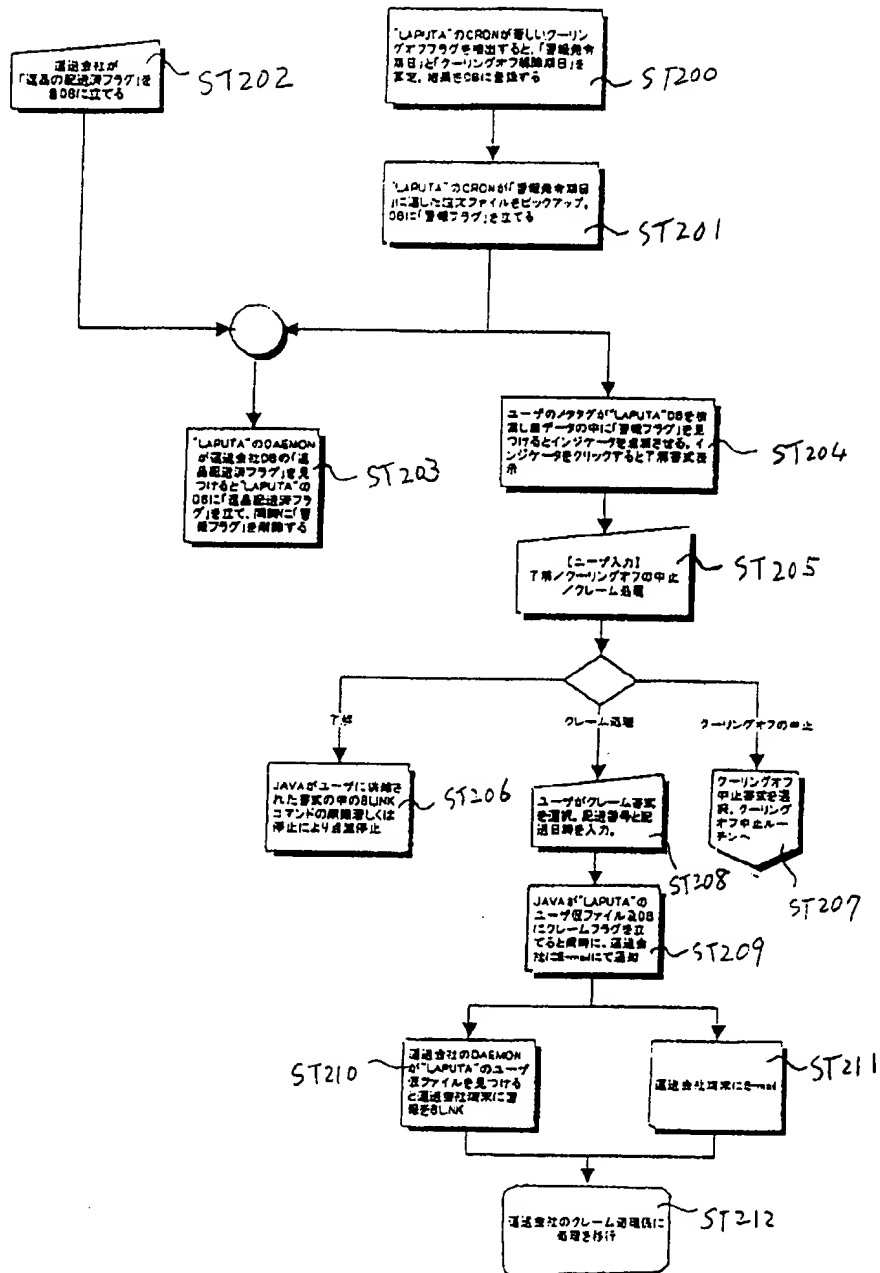 運送会社が
「返品の配送済フラグ」を
自DBに立てる
ST202
"LAPUTA"のCRONが新しいクーリン
グオフフラグを検出すると、「警報発令
期日」と「クーリングオフ解除期日」を
算定、結果をDBに登録する
ST200
"LAPUTA"のCRONが「警報発令期日
」に達した注文ファイルをピックアップ。
DBに「警報フラグ」を立てる
ST201
"LAPUTA"のDAEMON
が運送会社DBの「返
品配送済フラグ」を見
つけると"LAPUTA"の
DBに「返品配送済フラ
グ」を立て、同時に「警
報フラグ」を解除する
ST203
ユーザのメタタグが"LAPUTA"DBを検
索し量データの中に「警報フラグ」を見
つけるとインジケータを点滅させる。イ
ンジケータをクリックすると了解書式表
示
ST204
【ユーザ入力】
了解/クーリングオフの中止
/クレーム処理
ST205
了解
クレーム処理
クーリングオフの中止
JAVAがユーザに供給さ
れた書式の中のBLINK
コマンドの削除若しくは
停止により点滅停止
ST206
ユーザがクレーム書式
を選択。配送番号と配
送日時を入力。
ST208
クーリングオフ
中止書式を選
択、クーリング
オフ中止ルー
チンへ
ST207
JAVAが"LAPUTA"の
ユーザ仮ファイル及DB
にクレームフラグを立
てると同時に、運送会
社にE-mailにて通知
ST209
運送会社のDAEMON
が"LAPUTA"のユーザ
仮ファイルを見つける
と運送会社端末に警
報をBLINK
ST210
運送会社端末にE-mail
ST211
運送会社のクレーム処理係に
処理を移行
ST212